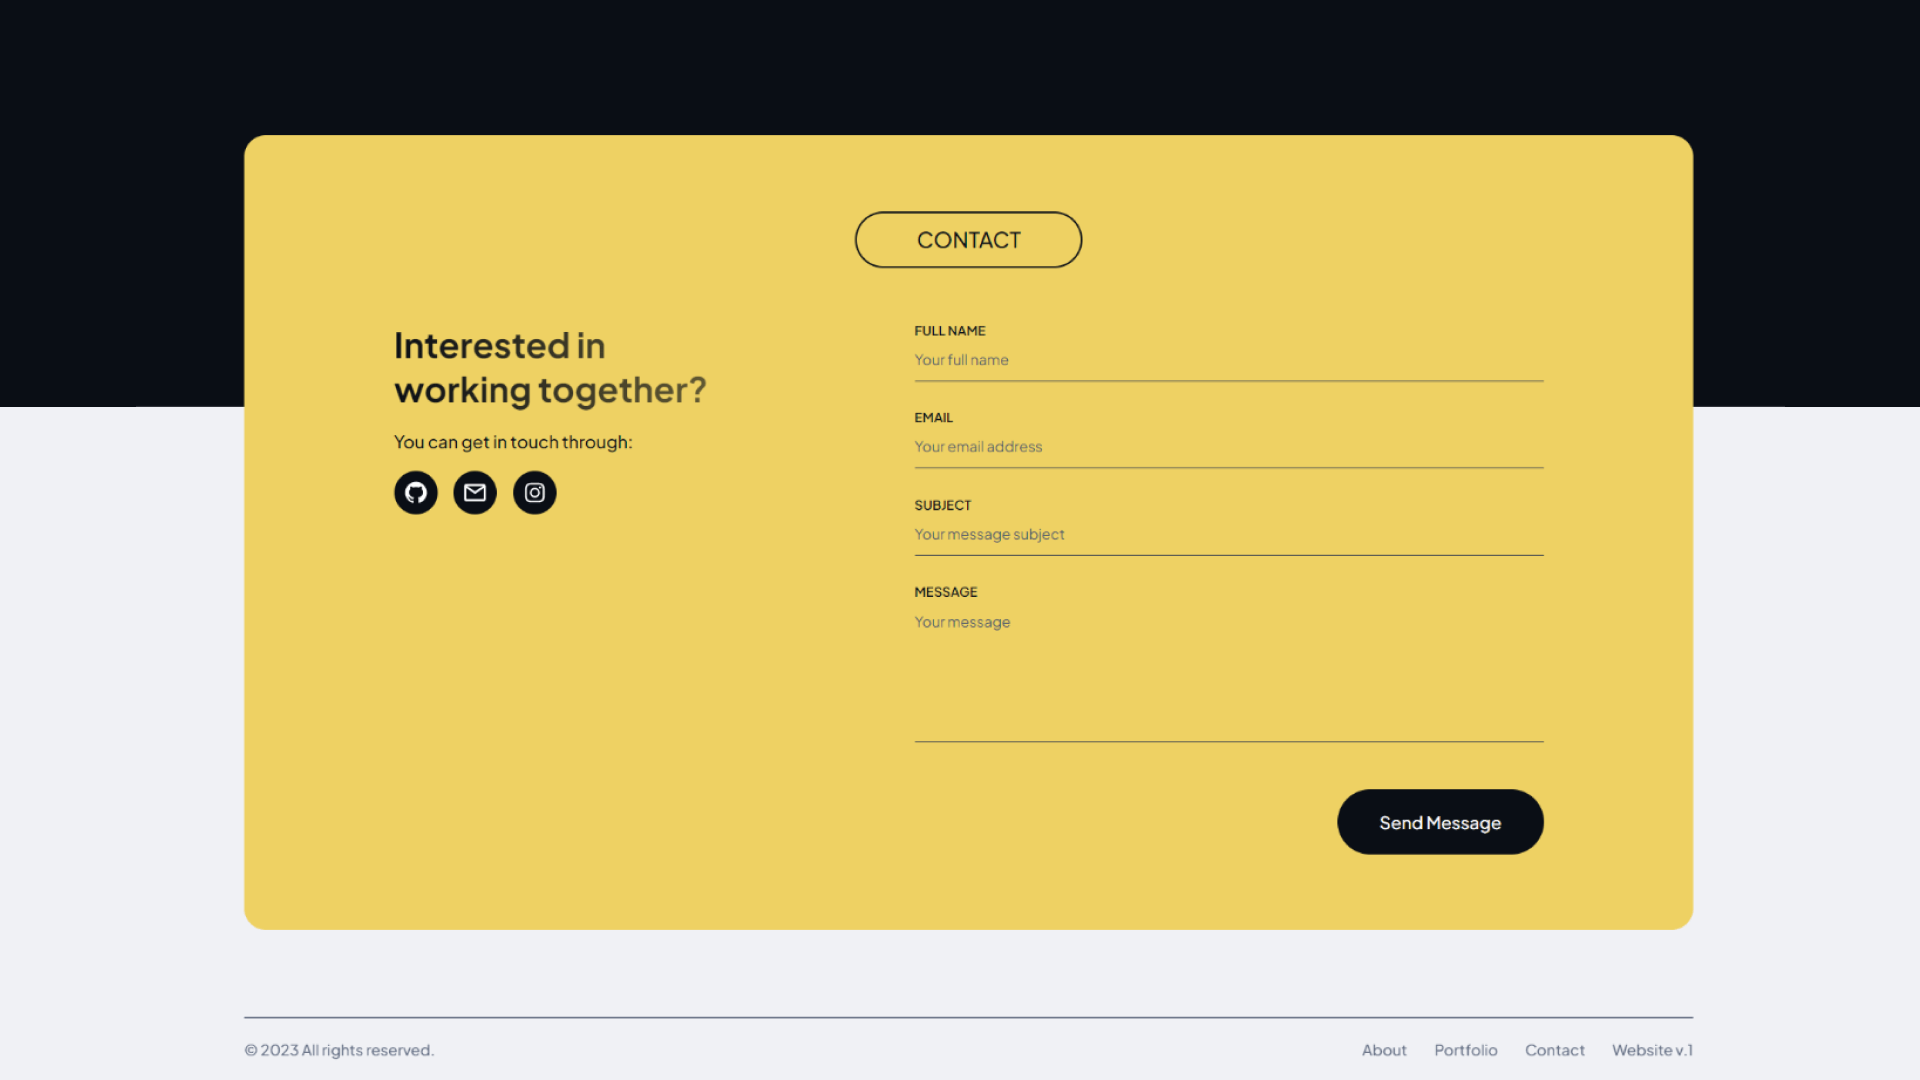 CONTACT
Interested in
working together?
You can get in touch through:
FULL NAME
Your full name
EMAIL
Your email address
SUBJECT
Your message subject
MESSAGE
Your message
Send Message
© 2023 All rights reserved.
About Portfolio Contact Website v.1